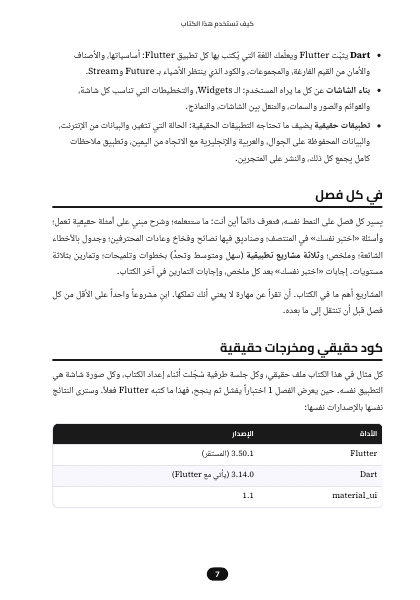 كيف تستخدم هذا الكتاب
• Dart يثبّت Flutter ويعلّمك اللغة التي يُكتب بها كل تطبيق Flutter: أساسياتها، والأصناف
والأمان من القيم الفارغة، والمجموعات، والكود الذي ينتظر الأشياء بـ Future وStream.
• بناء الشاشات عن كل ما يراه المستخدم: الـ Widgets، والتخطيطات التي تناسب كل شاشة،
والقوائم والصور والسمات، والتنقل بين الشاشات، والنماذج.
• تطبيقات حقيقية يضيف ما تحتاجه التطبيقات الحقيقية: الحالة التي تتغير، والبيانات من الإنترنت،
والبيانات المحفوظة على الجوال، والعربية والإنجليزية مع الاتجاه من اليمين، وتطبيق ملاحظات
كامل يجمع كل ذلك، والنشر على المتجرين.
في كل فصل
يسير كل فصل على النمط نفسه، فتعرف دائماً أين أنت: ما ستتعلمه؛ وشرح مبني على أمثلة حقيقية تعمل؛
وأسئلة «اختبر نفسك» في المنتصف؛ وصناديق فيها نصائح وفخاخ وعادات المحترفين؛ وجدول بالأخطاء
الشائعة؛ وملخص؛ وثلاثة مشاريع تطبيقية (سهل ومتوسط وتحدٍّ) بخطوات وتلميحات؛ وتمارين بثلاثة
مستويات. إجابات «اختبر نفسك» بعد كل ملخص، وإجابات التمارين في آخر الكتاب.
المشاريع أهم ما في الكتاب. أن تقرأ عن مهارة لا يعني أنك تملكها. ابنِ مشروعاً واحداً على الأقل من كل
فصل قبل أن تنتقل إلى ما بعده.
كود حقيقي ومخرجات حقيقية
كل مثال في هذا الكتاب ملف حقيقي، وكل جلسة طرفية سُجّلت أثناء إعداد الكتاب، وكل صورة شاشة هي
التطبيق نفسه. حين يعرض الفصل 1 اختباراً يفشل ثم ينجح، فهذا ما كتبه Flutter فعلاً. وسترى النتائج
نفسها بالإصدارات نفسها:
الأداة الإصدار
Flutter 3.50.1 (المستقر)
Dart 3.14.0 (يأتي مع Flutter)
material_ui 1.1
7